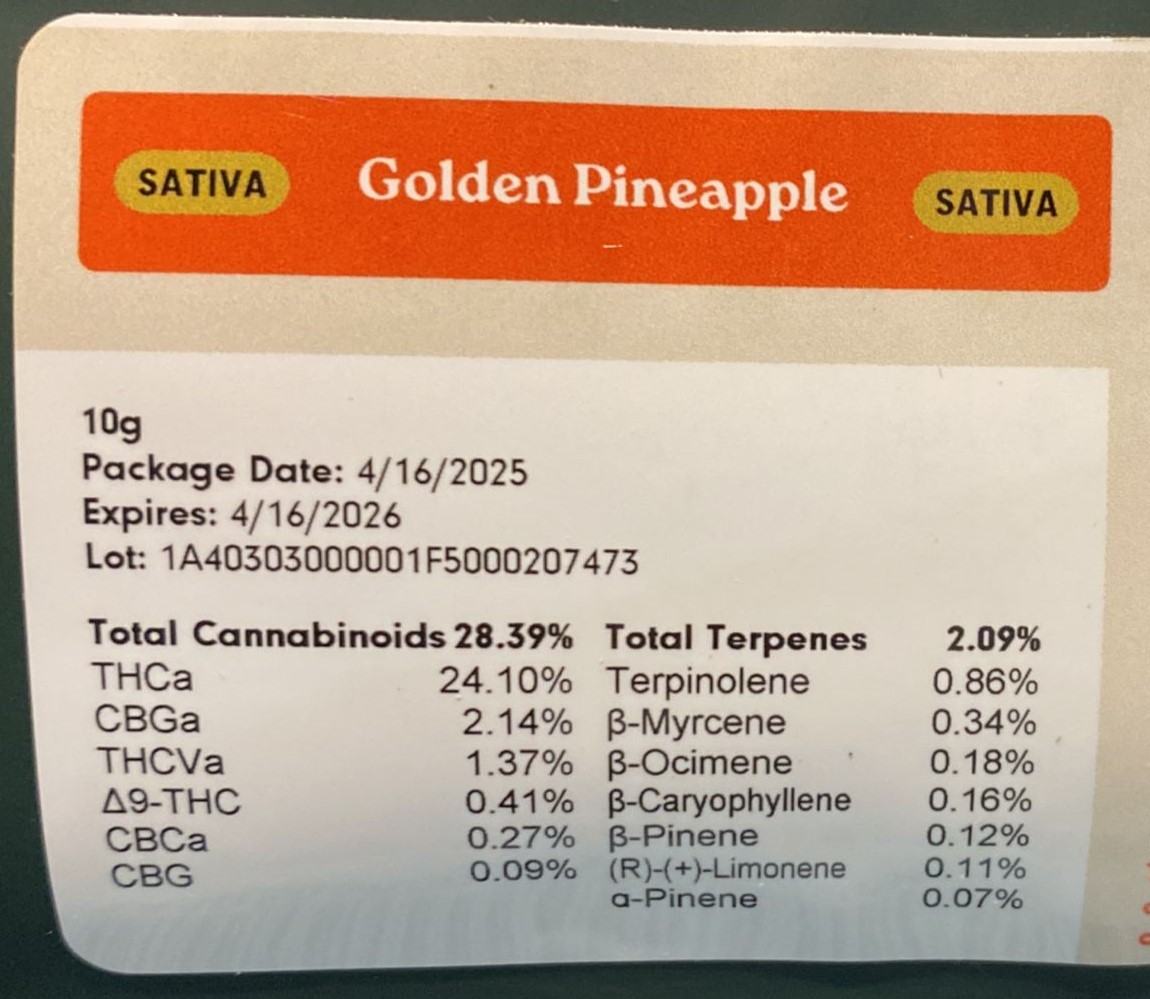 SATIVA Golden Pineapple SATIVA
10g
Package Date: 4/16/2025
Expires: 4/16/2026
Lot: 1A40303000001F5000207473
Total Cannabinoids 28.39% Total Terpenes 2.09%
THCa 24.10% Terpinolene 0.86%
CBGa 2.14% β-Myrcene 0.34%
THCVa 1.37% β-Ocimene 0.18%
Δ9-THC 0.41% β-Caryophyllene 0.16%
CBCa 0.27% β-Pinene 0.12%
CBG 0.09% (R)-(+)-Limonene 0.11%
α-Pinene 0.07%